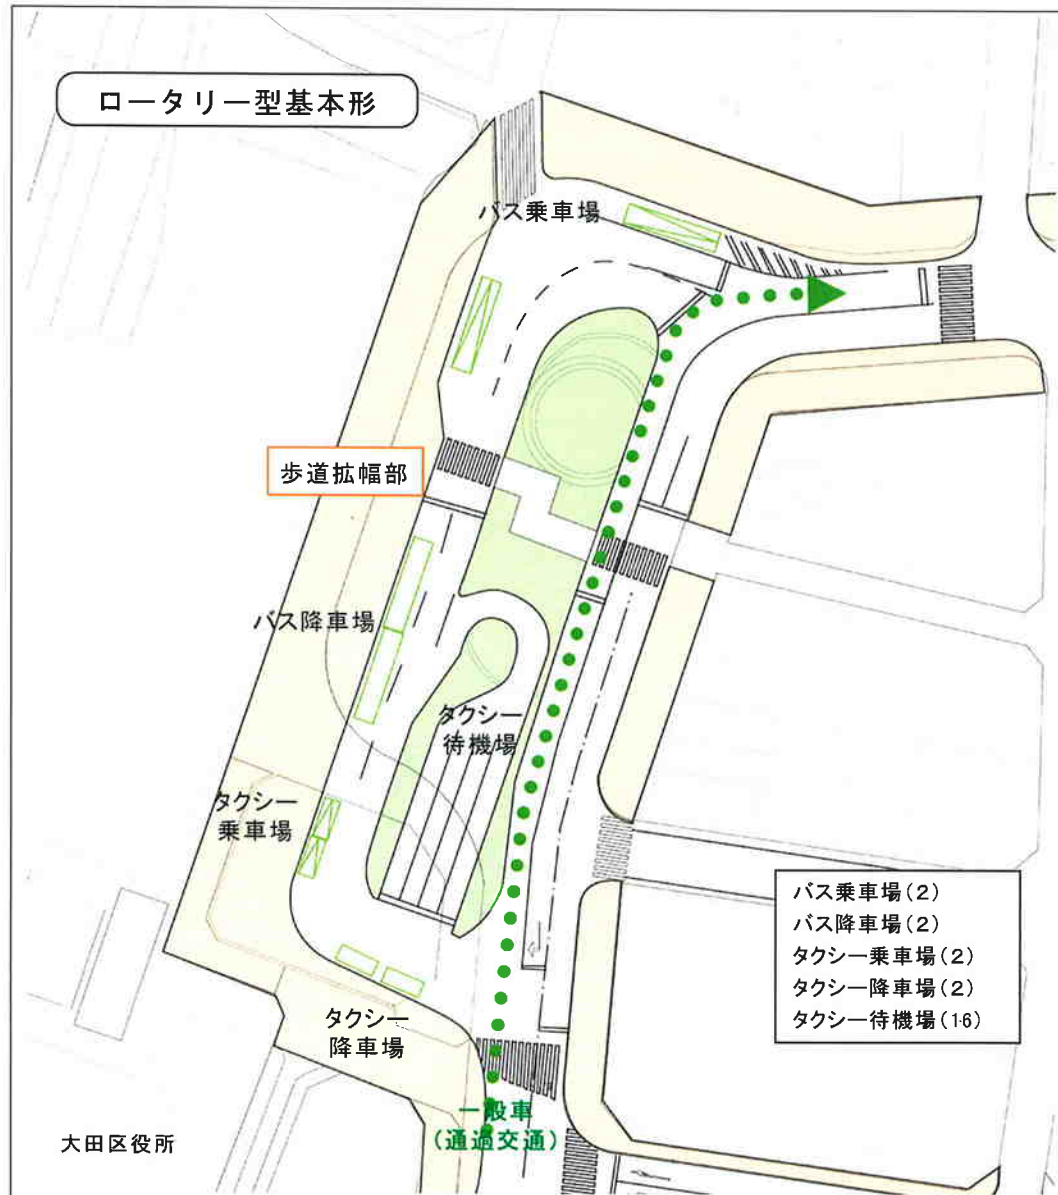 ロータリー型基本形
バス乗車場
歩道拡幅部
バス降車場
タクシー
待機場
タクシー
乗車場
バス乗車場(2)
バス降車場(2)
タクシー乗車場(2)
タクシー降車場(2)
タクシー待機場(16)
タクシー
降車場
一般車
(通過交通)
大田区役所